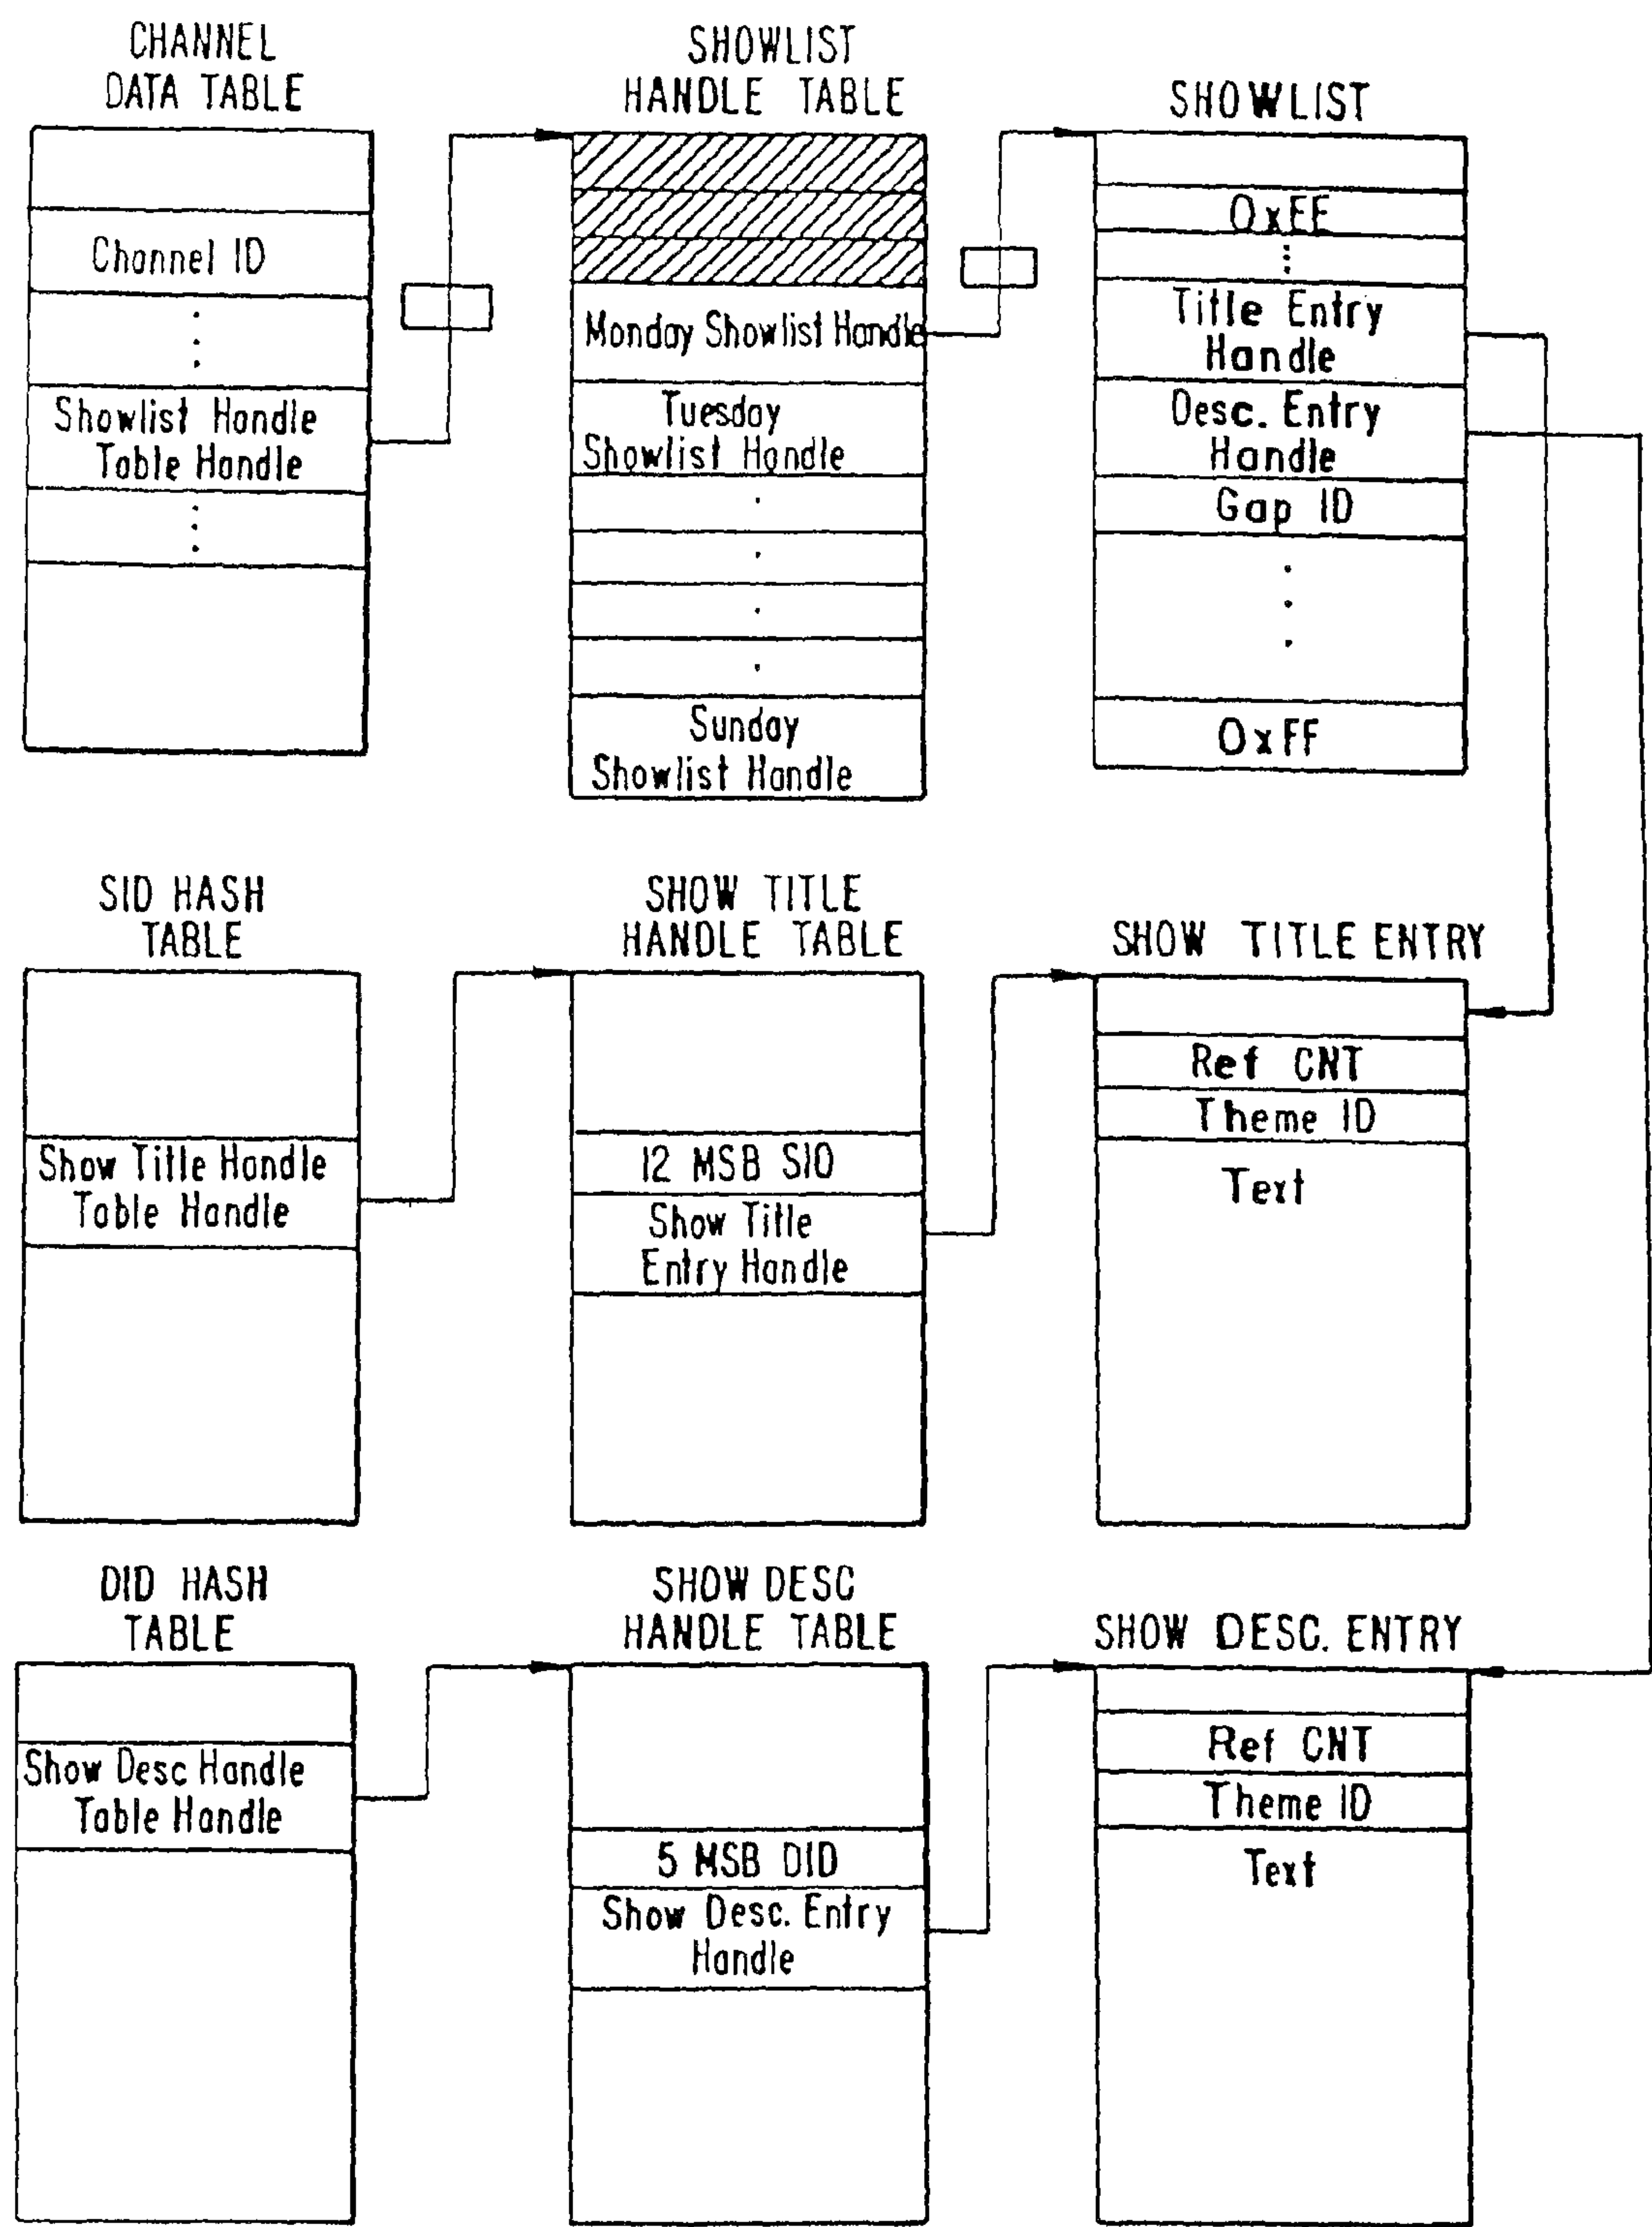 CHANNEL
DATA TABLE
Channel ID
Showlist Handle
Table Handle
SHOWLIST
HANDLE TABLE
Monday Showlist Handle
Tuesday
Showlist Handle
Sunday
Showlist Handle
SHOWLIST
0xEE
Title Entry
Handle
Desc. Entry
Handle
Gap ID
0xFF
SID HASH
TABLE
Show Title Handle
Table Handle
SHOW TITLE
HANDLE TABLE
12 MSB SIO
Show Title
Entry Handle
SHOW TITLE ENTRY
Ref CNT
Theme ID
Text
DID HASH
TABLE
Show Desc Handle
Table Handle
SHOW DESC
HANDLE TABLE
5 MSB DID
Show Desc. Entry
Handle
SHOW DESC. ENTRY
Ref CNT
Theme ID
Text